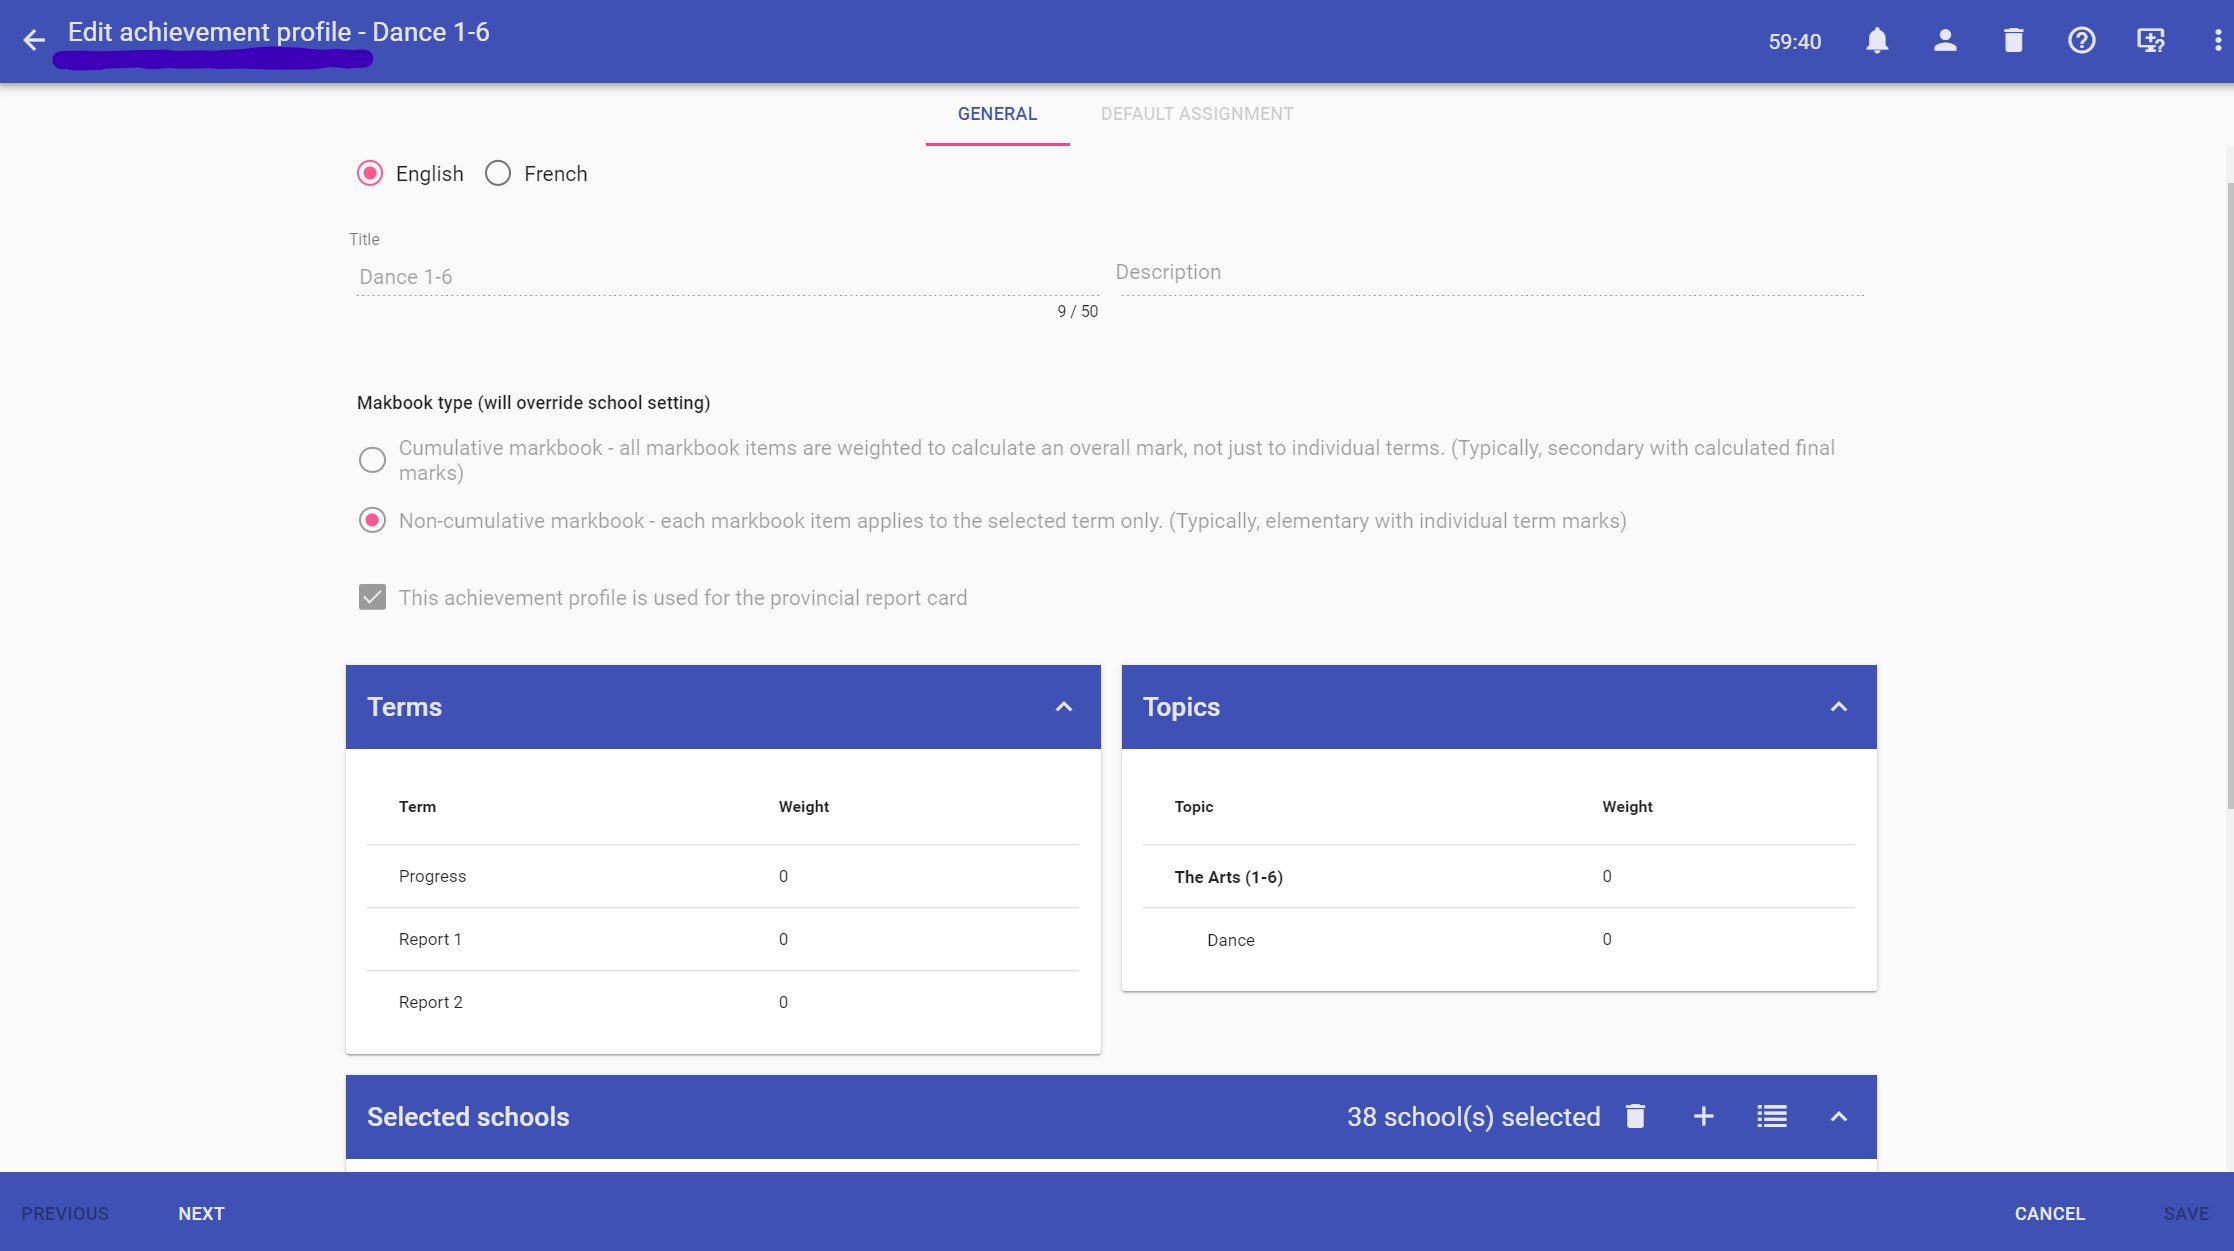 Edit achievement profile - Dance 1-6
59:40
GENERAL
DEFAULT ASSIGNMENT
English
French
Title
Dance 1-6
Description
9 / 50
Makbook type (will override school setting)
Cumulative markbook - all markbook items are weighted to calculate an overall mark, not just to individual terms. (Typically, secondary with calculated final
marks)
Non-cumulative markbook - each markbook item applies to the selected term only. (Typically, elementary with individual term marks)
This achievement profile is used for the provincial report card
Terms
Term Weight
Progress 0
Report 1 0
Report 2 0
Topics
Topic Weight
The Arts (1-6) 0
Dance 0
Selected schools
38 school(s) selected
PREVIOUS
NEXT
CANCEL
SAVE